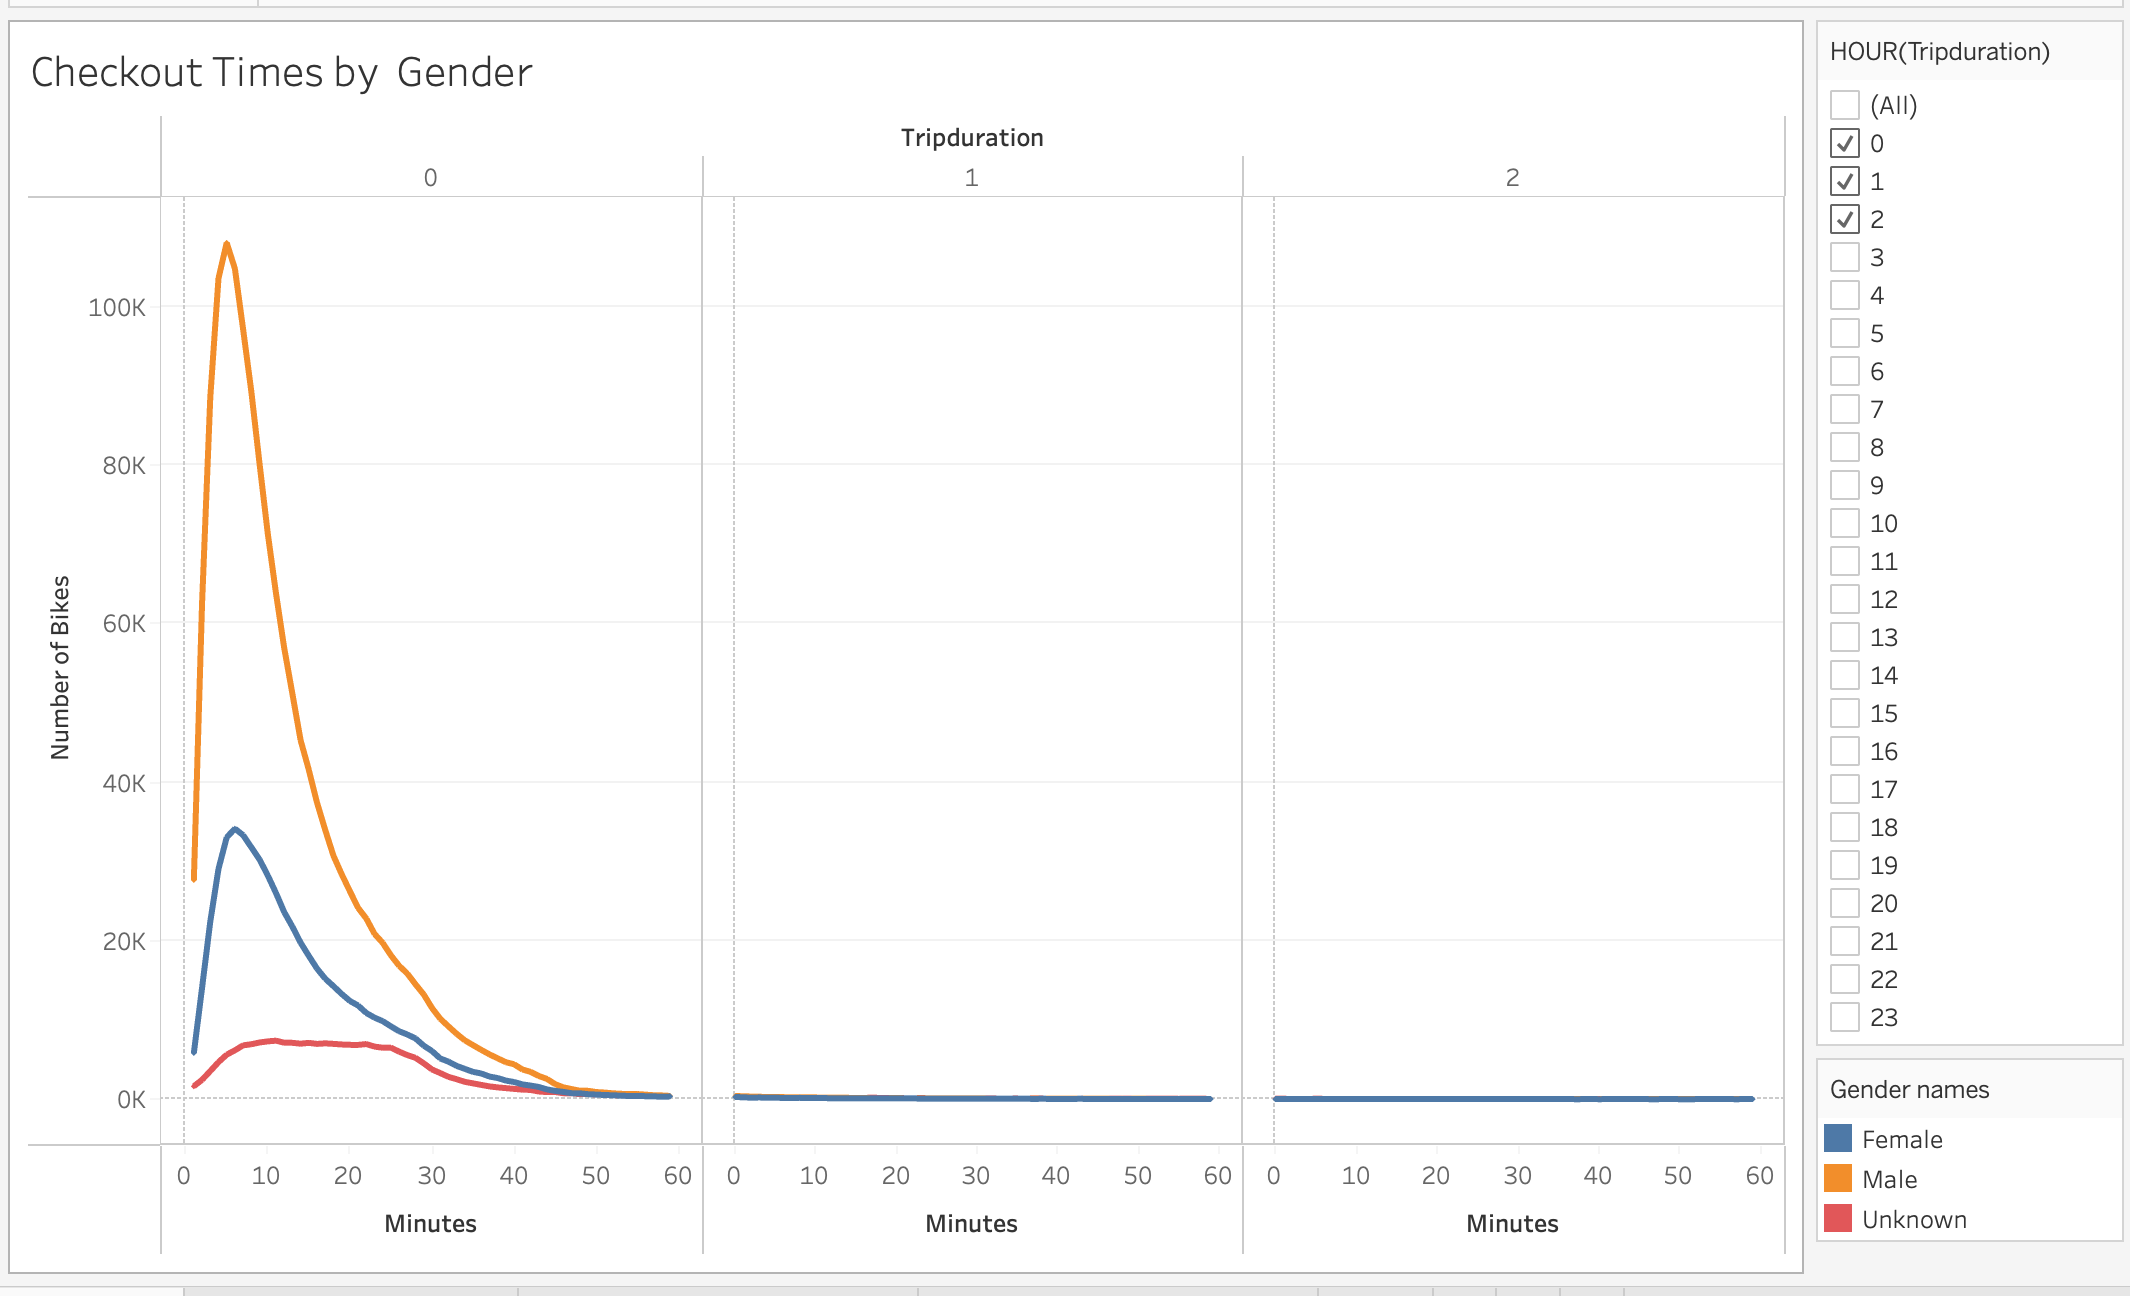 Checkout Times by  Gender
Tripduration
0 1 2
100K
80K
60K
40K
20K
0K
Number of Bikes
0 10 20 30 40 50 60 0 10 20 30 40 50 60 0 10 20 30 40 50 60
Minutes Minutes Minutes
HOUR(Tripduration)
(All)
0
1
2
3
4
5
6
7
8
9
10
11
12
13
14
15
16
17
18
19
20
21
22
23
Gender names
Female
Male
Unknown